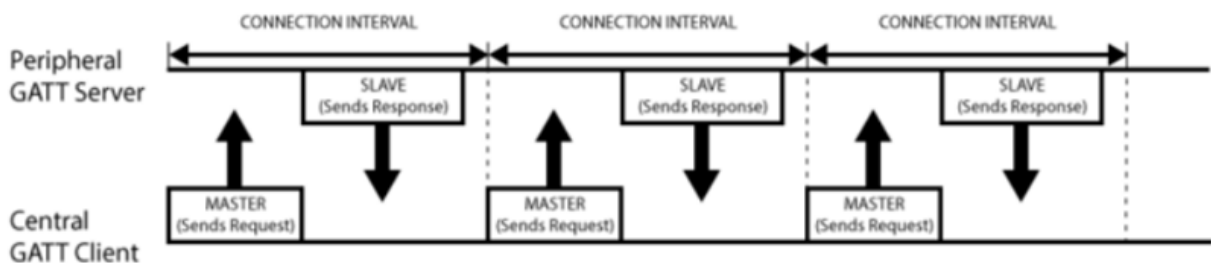 CONNECTION INTERVAL
CONNECTION INTERVAL
CONNECTION INTERVAL
Peripheral
GATT Server
SLAVE
(Sends Response)
SLAVE
(Sends Response)
SLAVE
(Sends Response)
Central
GATT Client
MASTER
(Sends Request)
MASTER
(Sends Request)
MASTER
(Sends Request)